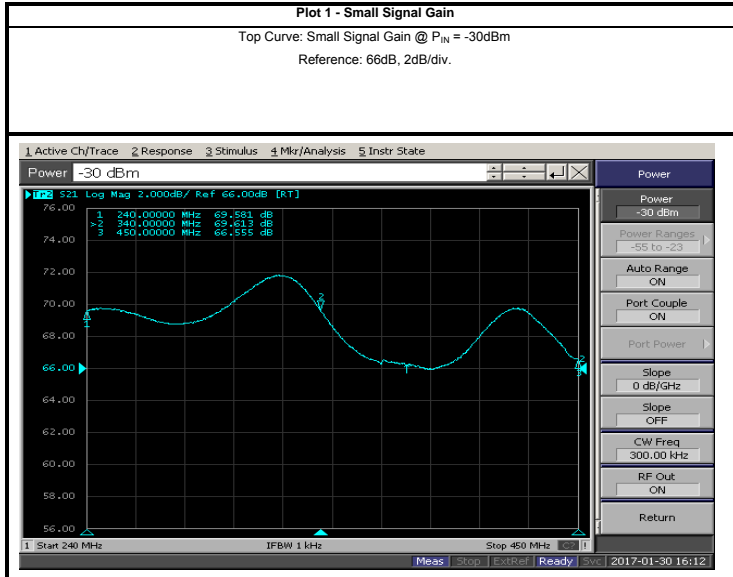 Plot 1 - Small Signal Gain
Top Curve: Small Signal Gain @ PIN = -30dBm
Reference: 66dB, 2dB/div.
1 Active Ch/Trace 2 Response 3 Stimulus 4 Mkr/Analysis 5 Instr State
Power -30 dBm
Power
Tr2 S21 Log Mag 2.000dB/ Ref 66.00dB [RT]
76.00
1 240.00000 MHz 69.581 dB
>2 340.00000 MHz 69.613 dB
3 450.00000 MHz 66.555 dB
74.00
72.00
70.00
68.00
66.00
64.00
62.00
60.00
58.00
56.00
1
2
2
Power
-30 dBm
Power Ranges
-55 to -23
Auto Range
ON
Port Couple
ON
Port Power
Slope
0 dB/GHz
Slope
OFF
CW Freq
300.00 kHz
RF Out
ON
Return
1 Start 240 MHz IFBW 1 kHz Stop 450 MHz C? !
Meas Stop ExtRef Ready Svc 2017-01-30 16:12